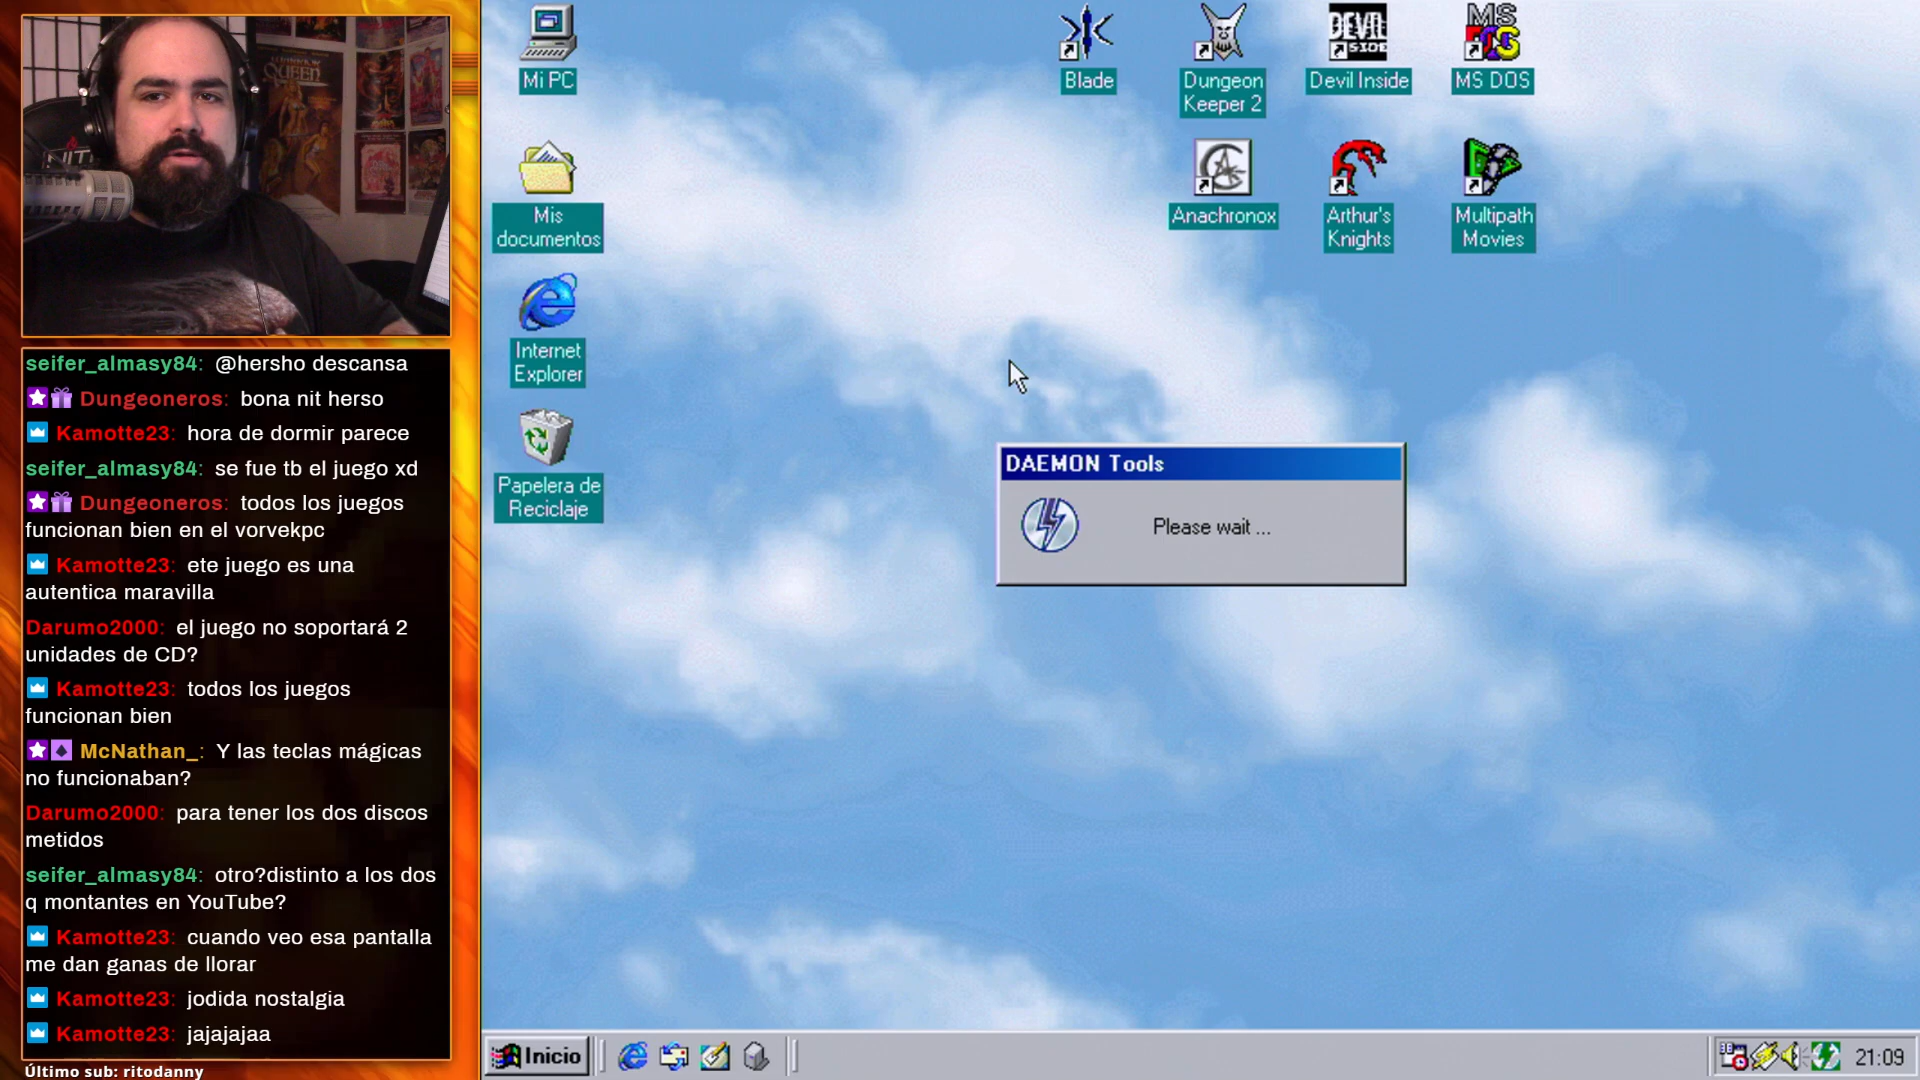 seifer_almasy84: @hersho descansa
Dungeoneros: bona nit herso
Kamotte23: hora de dormir parece
seifer_almasy84: se fue tb el juego xd
Dungeoneros: todos los juegos
funcionan bien en el vorvekpc
Kamotte23: ete juego es una
autentica maravilla
Darumo2000: el juego no soportará 2
unidades de CD?
Kamotte23: todos los juegos
funcionan bien
McNathan_: Y las teclas mágicas
no funcionaban?
Darumo2000: para tener los dos discos
metidos
seifer_almasy84: otro?distinto a los dos
q montantes en YouTube?
Kamotte23: cuando veo esa pantalla
me dan ganas de llorar
Kamotte23: jodida nostalgia
Kamotte23: jajajajaa
Último sub: ritodanny
Mi PC
Mis
documentos
Internet
Explorer
Papelera de
Reciclaje
Blade
Dungeon
Keeper 2
DEVIL
SIDE
Devil Inside
MS
MS DOS
Anachronox
Arthur's
Knights
Multipath
Movies
DAEMON Tools
Please wait ...
Inicio
21:09